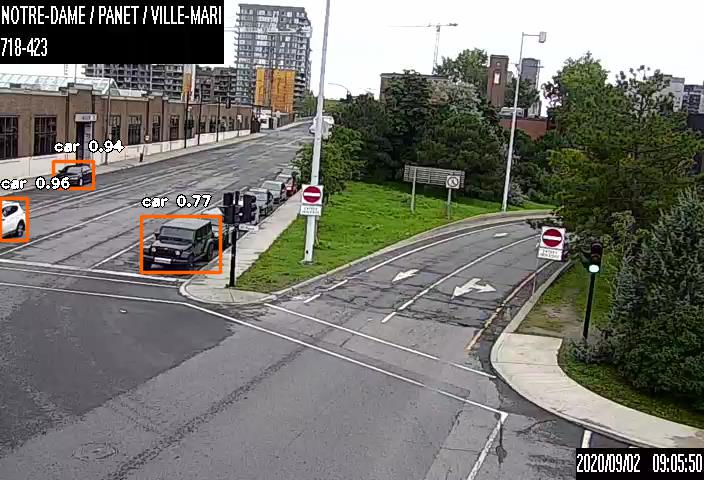 NOTRE-DAME / PANET / VILLE-MARI
718-423
car 0.94
car 0.96
car 0.77
2020/09/02 09:05:50